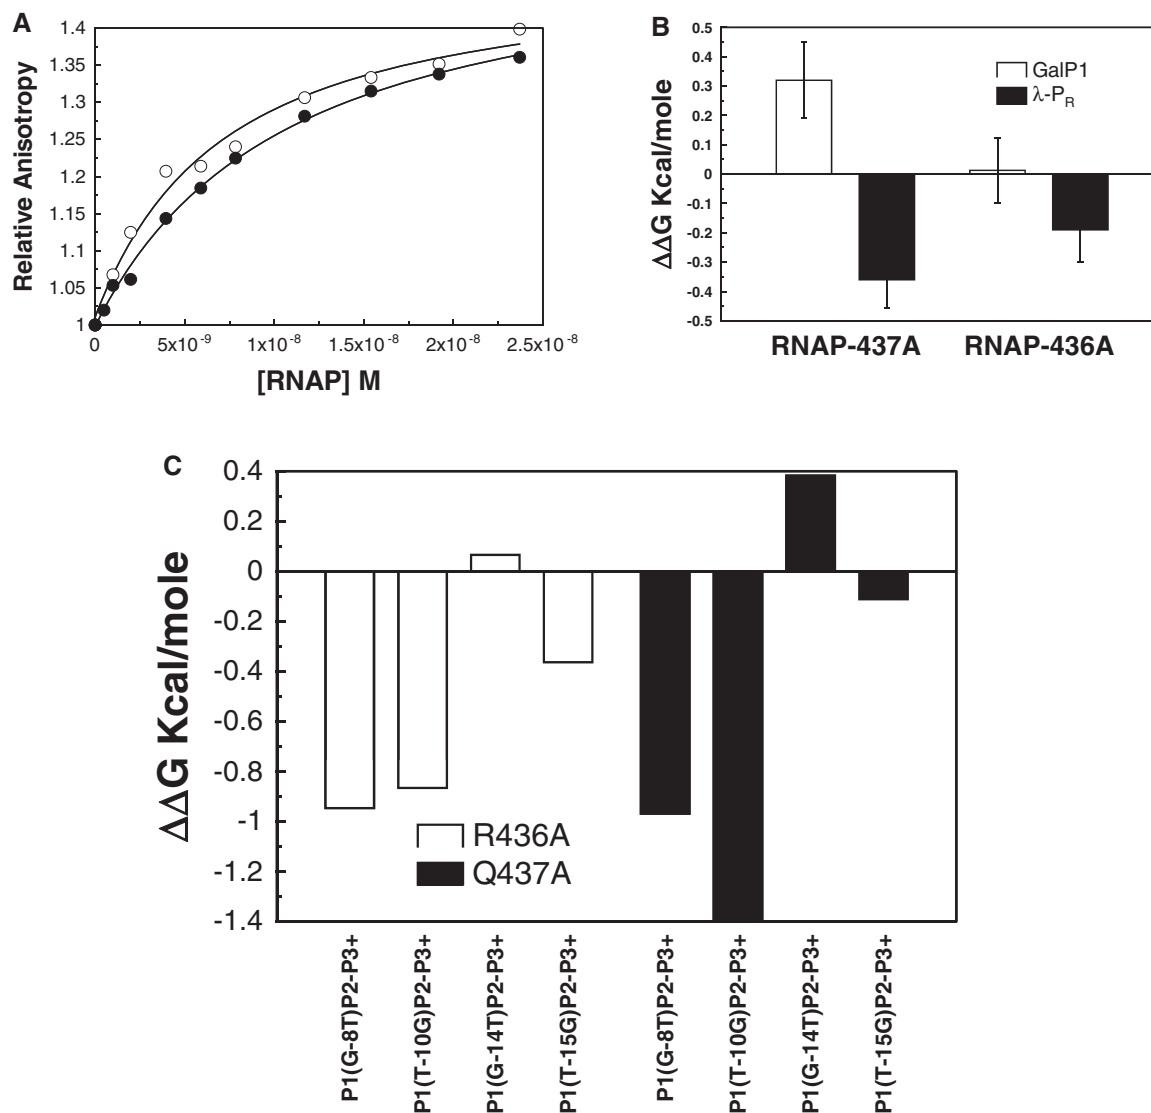 A
1.4
1.35
1.3
1.25
1.2
1.15
1.1
1.05
1
Relative Anisotropy
0 5x10-9 1x10-8 1.5x10-8 2x10-8 2.5x10-8
[RNAP] M
B
0.5
0.4
0.3
0.2
0.1
0
-0.1
-0.2
-0.3
-0.4
-0.5
ΔΔG Kcal/mole
GalP1
λ-PR
RNAP-437A RNAP-436A
C
0.4
0.2
0
-0.2
-0.4
-0.6
-0.8
-1
-1.2
-1.4
ΔΔG Kcal/mole
R436A
Q437A
P1(G-8T)P2-P3+
P1(T-10G)P2-P3+
P1(G-14T)P2-P3+
P1(T-15G)P2-P3+
P1(G-8T)P2-P3+
P1(T-10G)P2-P3+
P1(G-14T)P2-P3+
P1(T-15G)P2-P3+